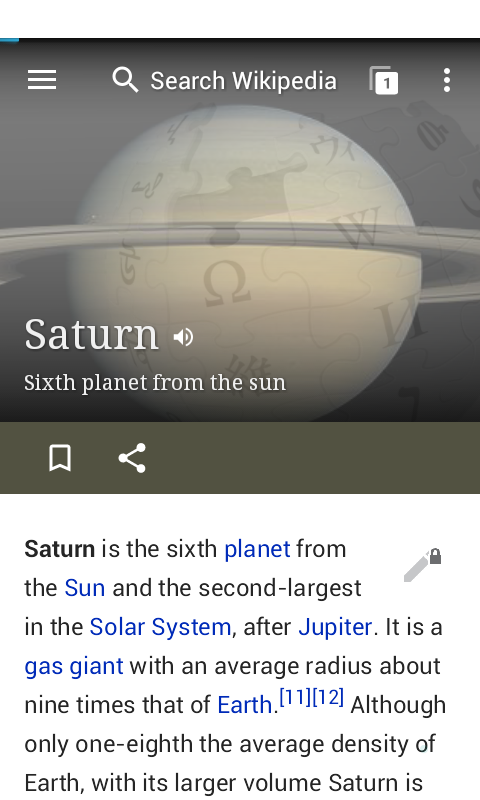 Search Wikipedia
1
Saturn
Sixth planet from the sun
Saturn is the sixth planet from
the Sun and the second-largest
in the Solar System, after Jupiter. It is a
gas giant with an average radius about
nine times that of Earth.[11][12] Although
only one-eighth the average density of
Earth, with its larger volume Saturn is